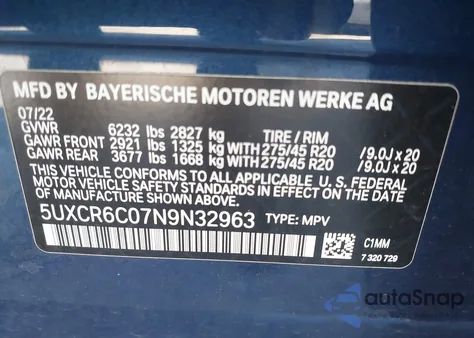 MFD BY BAYERISCHE MOTOREN WERKE AG
07/22
GVWR 6232 lbs 2827 kg TIRE / RIM
GAWR FRONT 2921 lbs 1325 kg WITH 275/45 R20 /9.0J x 20
GAWR REAR 3677 lbs 1668 kg WITH 275/45 R20 /9.0J x 20
THIS VEHICLE CONFORMS TO ALL APPLICABLE U.S. FEDERAL
MOTOR VEHICLE SAFETY STANDARDS IN EFFECT ON THE
DATE OF MANUFACTURE SHOWN ABOVE.
5UXCR6C07N9N32963 TYPE: MPV
C1MM
7 320 729
autoSnap